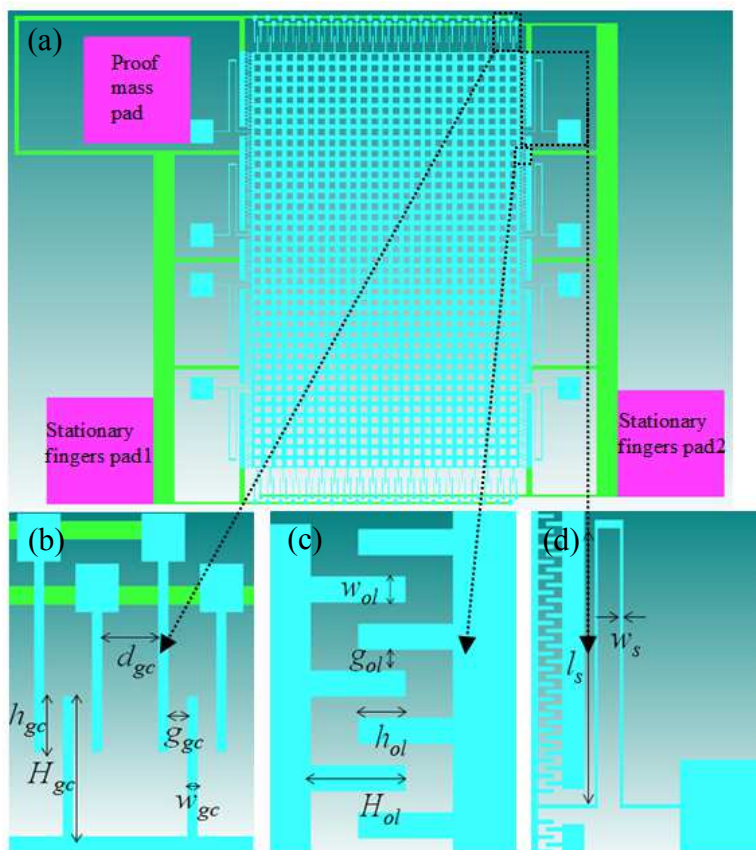 (a)
Proof
mass
pad
Stationary
fingers pad1
Stationary
fingers pad2
(b)
d_gc
h_gc
g_gc
H_gc
w_gc
(c)
w_ol
g_ol
h_ol
H_ol
(d)
w_s
l_s